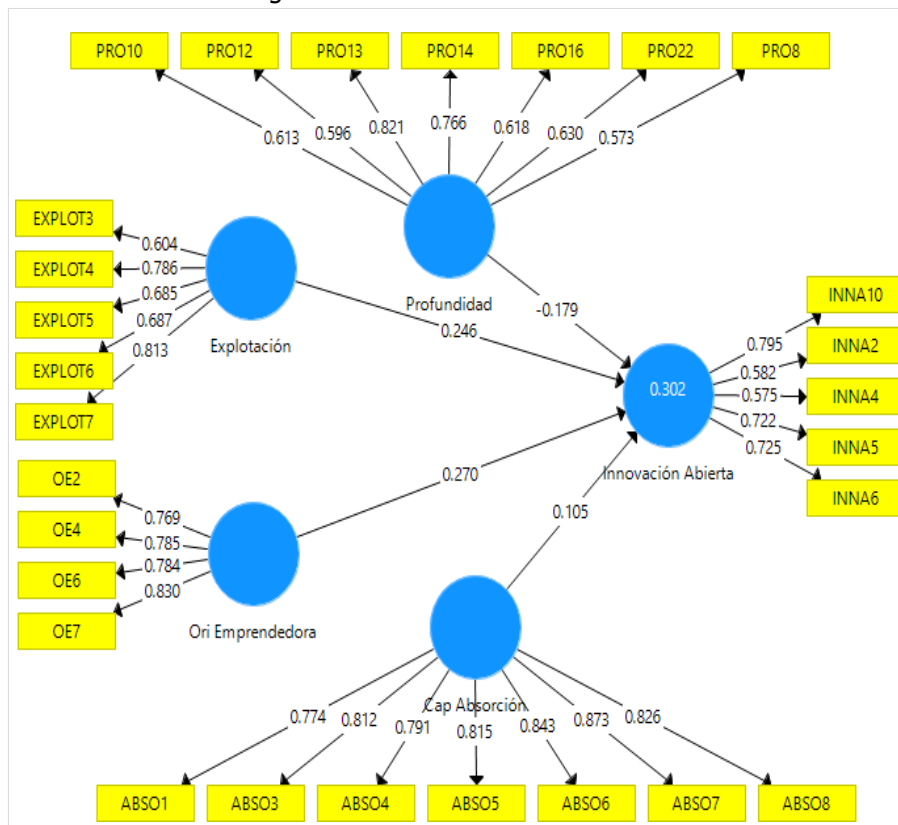 PRO10 PRO12 PRO13 PRO14 PRO16 PRO22 PRO8
0.613 0.596 0.821 0.766 0.618 0.630 0.573
EXPLOT3
EXPLOT4
EXPLOT5
EXPLOT6
EXPLOT7
0.604
0.786
0.685
0.687
0.813
Explotación
Profundidad
-0.179
0.246
INNA10
INNA2
INNA4
INNA5
INNA6
0.795
0.582
0.575
0.722
0.725
0.302
Innovación Abierta
0.270
0.105
OE2
OE4
OE6
OE7
0.769
0.785
0.784
0.830
Ori Emprendedora
Cap Absorción
0.774 0.812 0.791 0.815 0.843 0.873 0.826
ABSO1 ABSO3 ABSO4 ABSO5 ABSO6 ABSO7 ABSO8